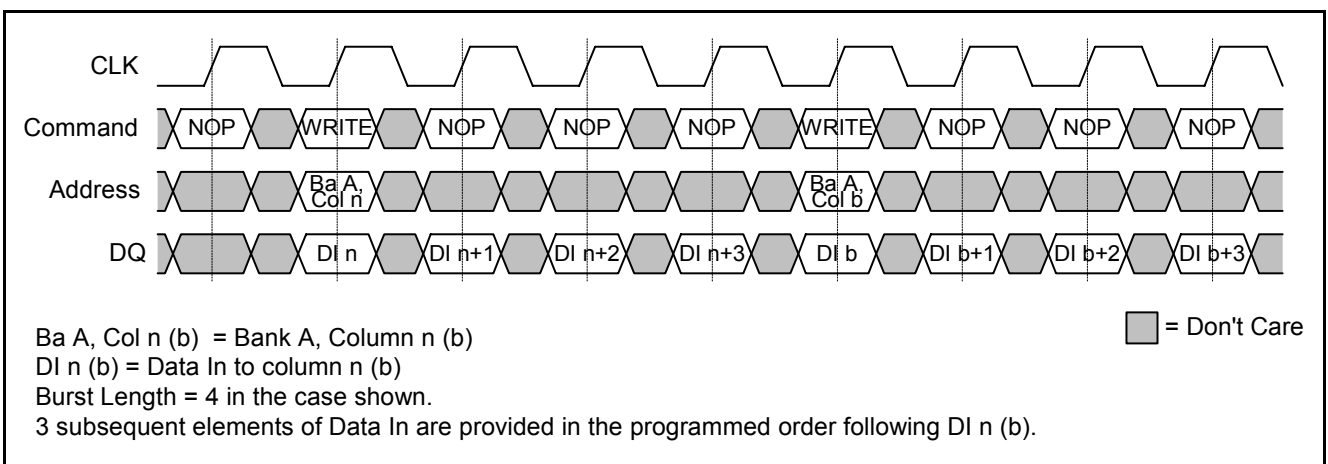 CLK
Command NOP WRITE NOP NOP NOP WRITE NOP NOP NOP
Address Ba A, Col n Ba A, Col b
DQ DI n DI n+1 DI n+2 DI n+3 DI b DI b+1 DI b+2 DI b+3
= Don't Care
Ba A, Col n (b) = Bank A, Column n (b)
DI n (b) = Data In to column n (b)
Burst Length = 4 in the case shown.
3 subsequent elements of Data In are provided in the programmed order following DI n (b).